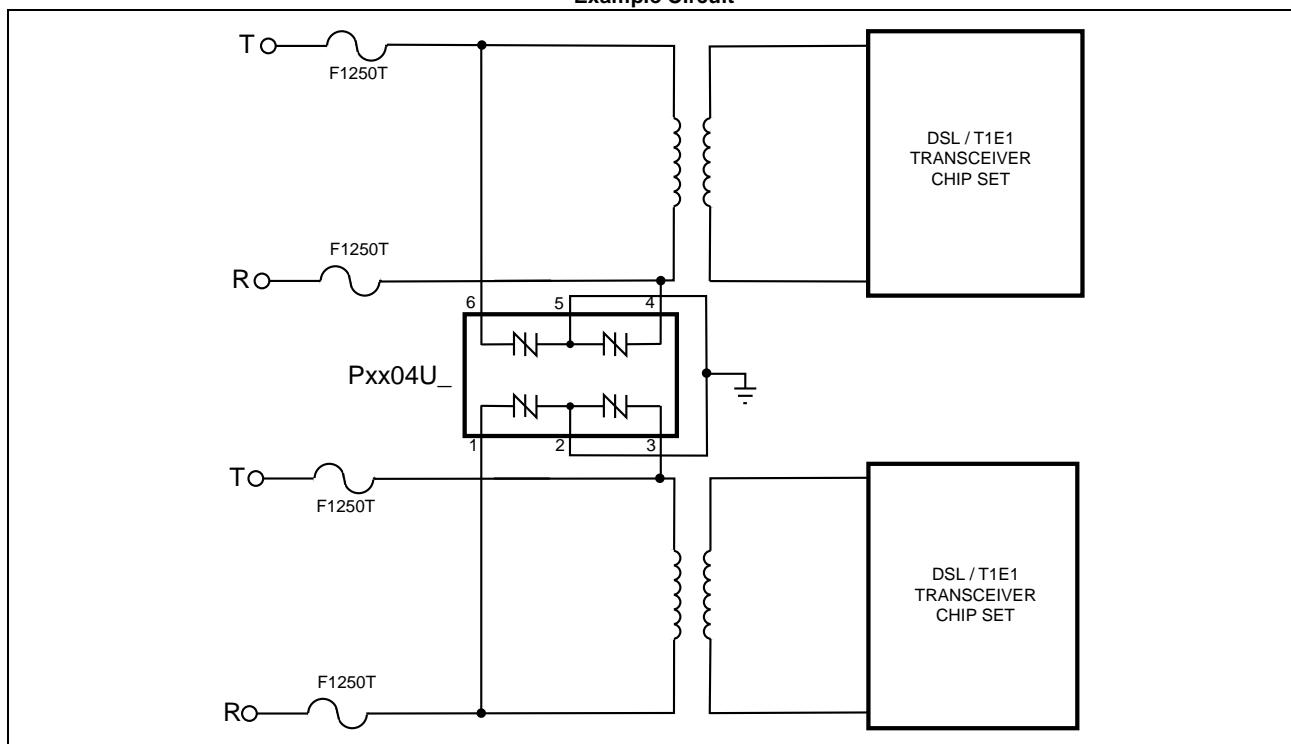 Example Circuit
T
F1250T
DSL / T1E1
TRANSCEIVER
CHIP SET
F1250T
R
6 5 4
Pxx04U_
1 2 3
T
F1250T
DSL / T1E1
TRANSCEIVER
CHIP SET
F1250T
R